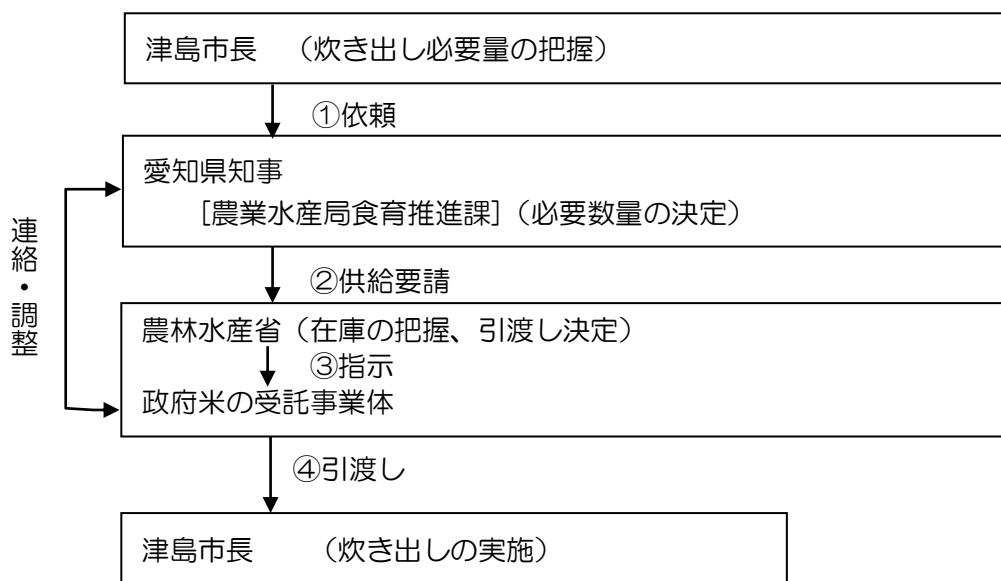 津島市長　（炊き出し必要量の把握）
①依頼
愛知県知事
［農業水産局食育推進課］（必要数量の決定）
連絡・調整
②供給要請
農林水産省（在庫の把握、引渡し決定）
③指示
政府米の受託事業体
④引渡し
津島市長　　（炊き出しの実施）